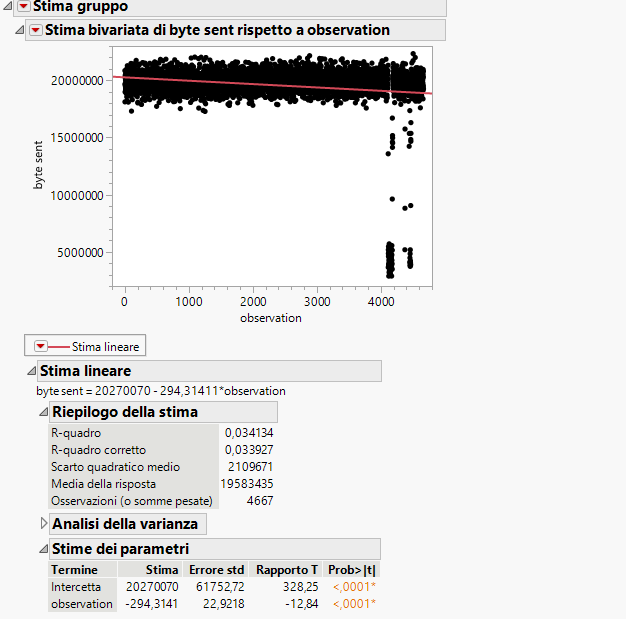 Stima gruppo
Stima bivariata di byte sent rispetto a observation
20000000
15000000
10000000
5000000
byte sent
0 1000 2000 3000 4000
observation
Stima lineare
Stima lineare
byte sent = 20270070 - 294,31411*observation
Riepilogo della stima
R-quadro 0,034134
R-quadro corretto 0,033927
Scarto quadratico medio 2109671
Media della risposta 19583435
Osservazioni (o somme pesate) 4667
Analisi della varianza
Stime dei parametri
Termine Stima Errore std Rapporto T Prob>|t|
Intercetta 20270070 61752,72 328,25 <,0001*
observation -294,3141 22,9218 -12,84 <,0001*